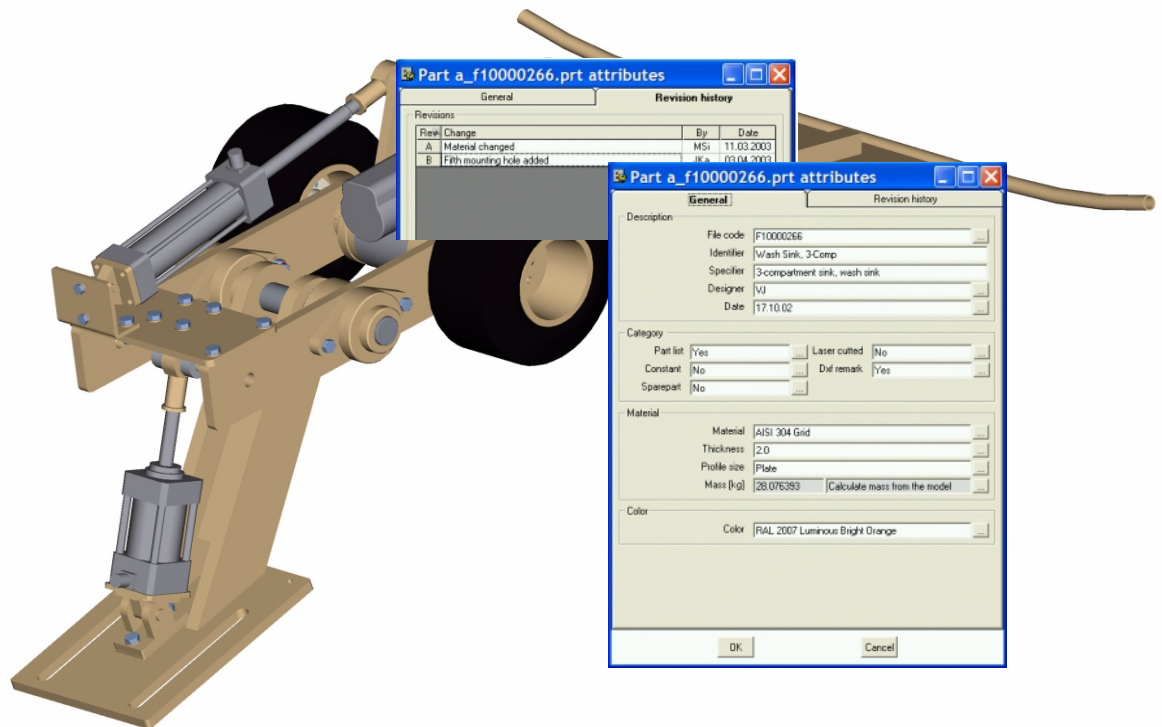 Part a_f10000266.prt attributes
General Revision history
Revisions
Rev Change By Date
A Material changed MSi 11.03.2003
B Fifth mounting hole added JKa 03.04.2003
Part a_f10000266.prt attributes
General Revision history
Description
File code F10000266 ...
Identifier Wash Sink, 3-Comp
Specifier 3-compartment sink, wash sink
Designer VJ ...
Date 17.10.02 ...
Category
Part list Yes ... Laser cutted No ...
Constant No ... Dxf remark Yes ...
Sparepart No ...
Material
Material AISI 304 Grid ...
Thickness 2.0 ...
Profile size Plate ...
Mass [kg] 28.076393 Calculate mass from the model ...
Color
Color RAL 2007 Luminous Bright Orange ...
OK Cancel